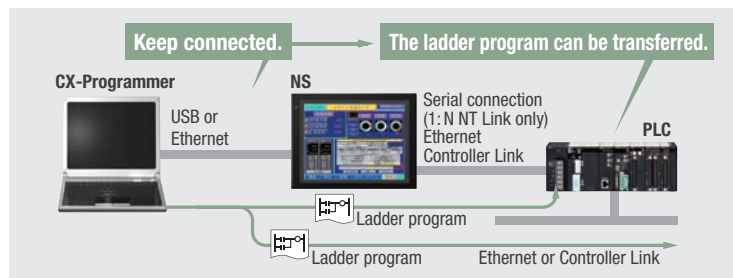 Keep connected.
The ladder program can be transferred.
CX-Programmer
NS
USB or
Ethernet
Serial connection
(1: N NT Link only)
Ethernet
Controller Link
PLC
Ladder program
Ladder program
Ethernet or Controller Link